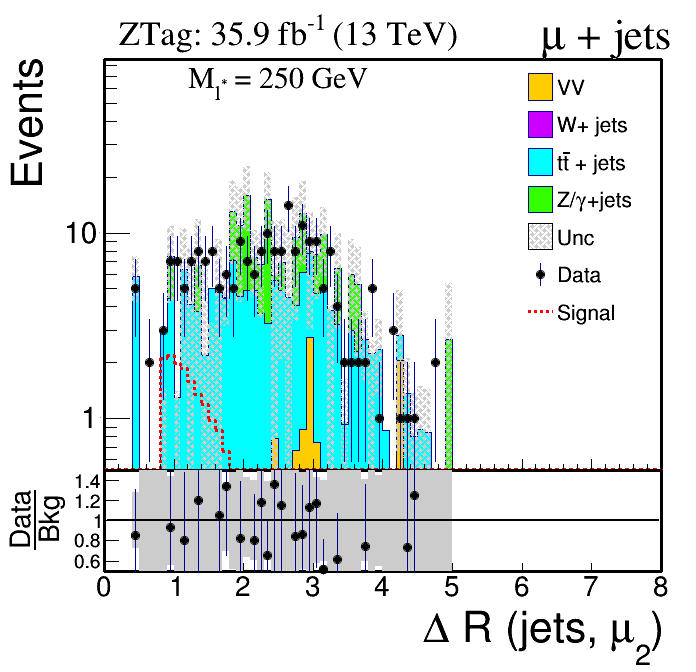 ZTag: 35.9 fb-1 (13 TeV)
μ + jets
Ml* = 250 GeV
Events
10
1
VV
W+ jets
tt̄ + jets
Z/γ+jets
Unc
Data
Signal
Data
Bkg
1.4
1.2
1
0.8
0.6
0 1 2 3 4 5 6 7 8
Δ R (jets, μ2)